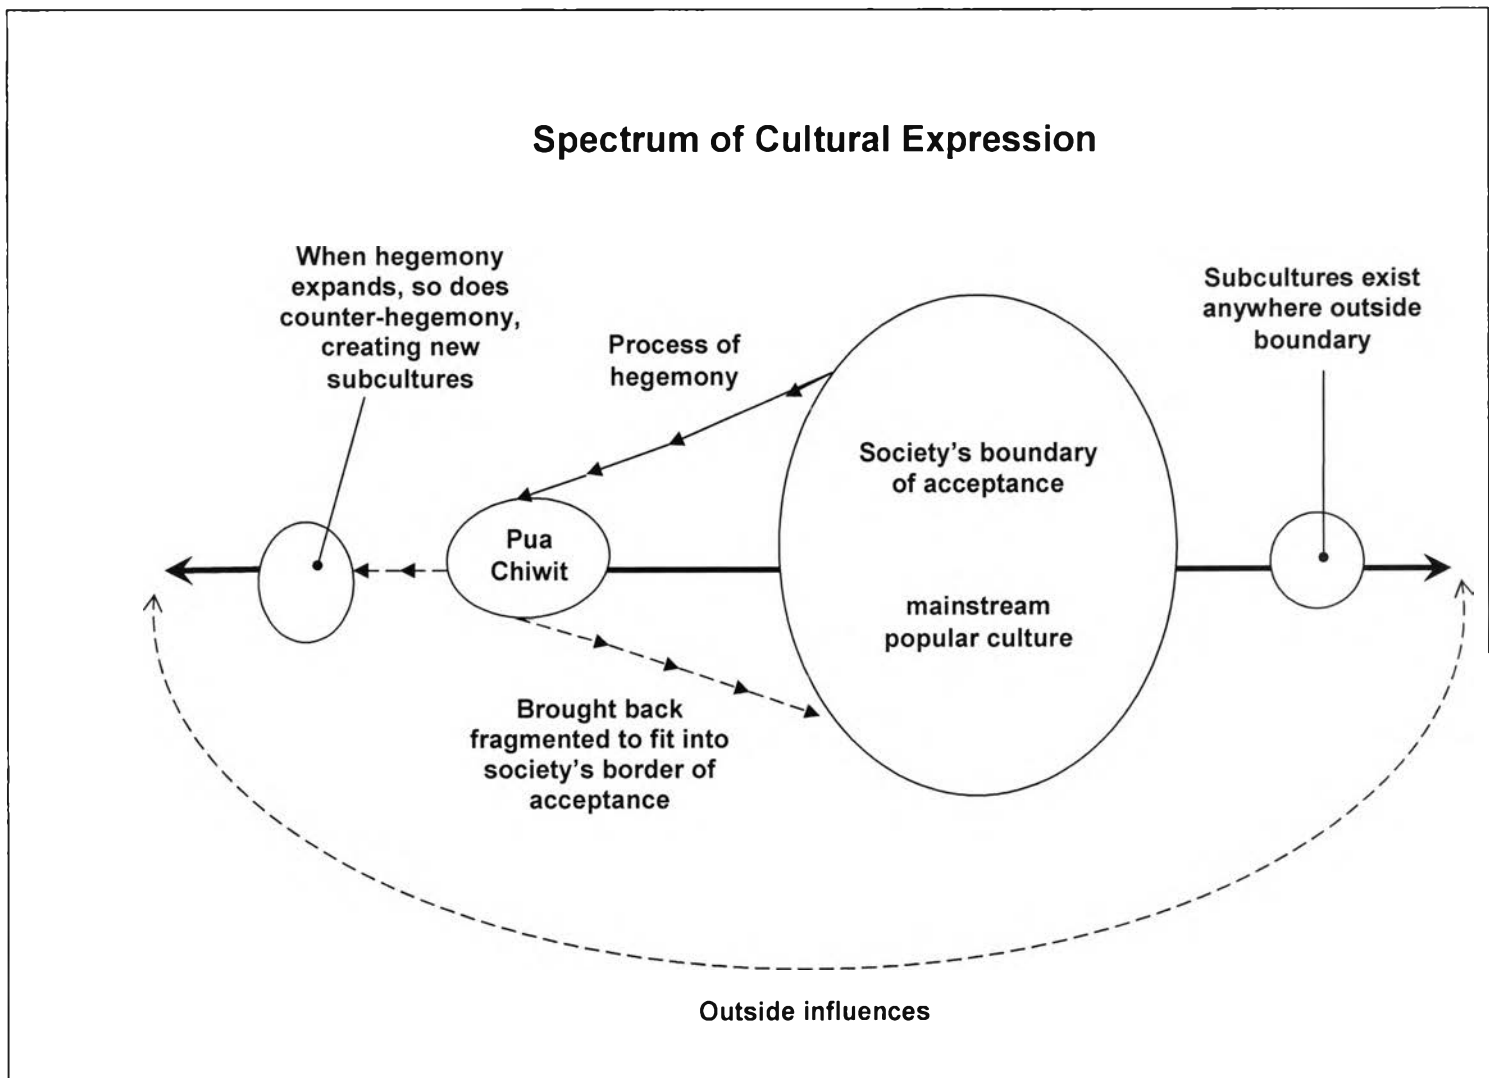 Spectrum of Cultural Expression
When hegemony
expands, so does
counter-hegemony,
creating new
subcultures
Process of
hegemony
Subcultures exist
anywhere outside
boundary
Society's boundary
of acceptance
Pua
Chiwit
mainstream
popular culture
Brought back
fragmented to fit into
society's border of
acceptance
Outside influences